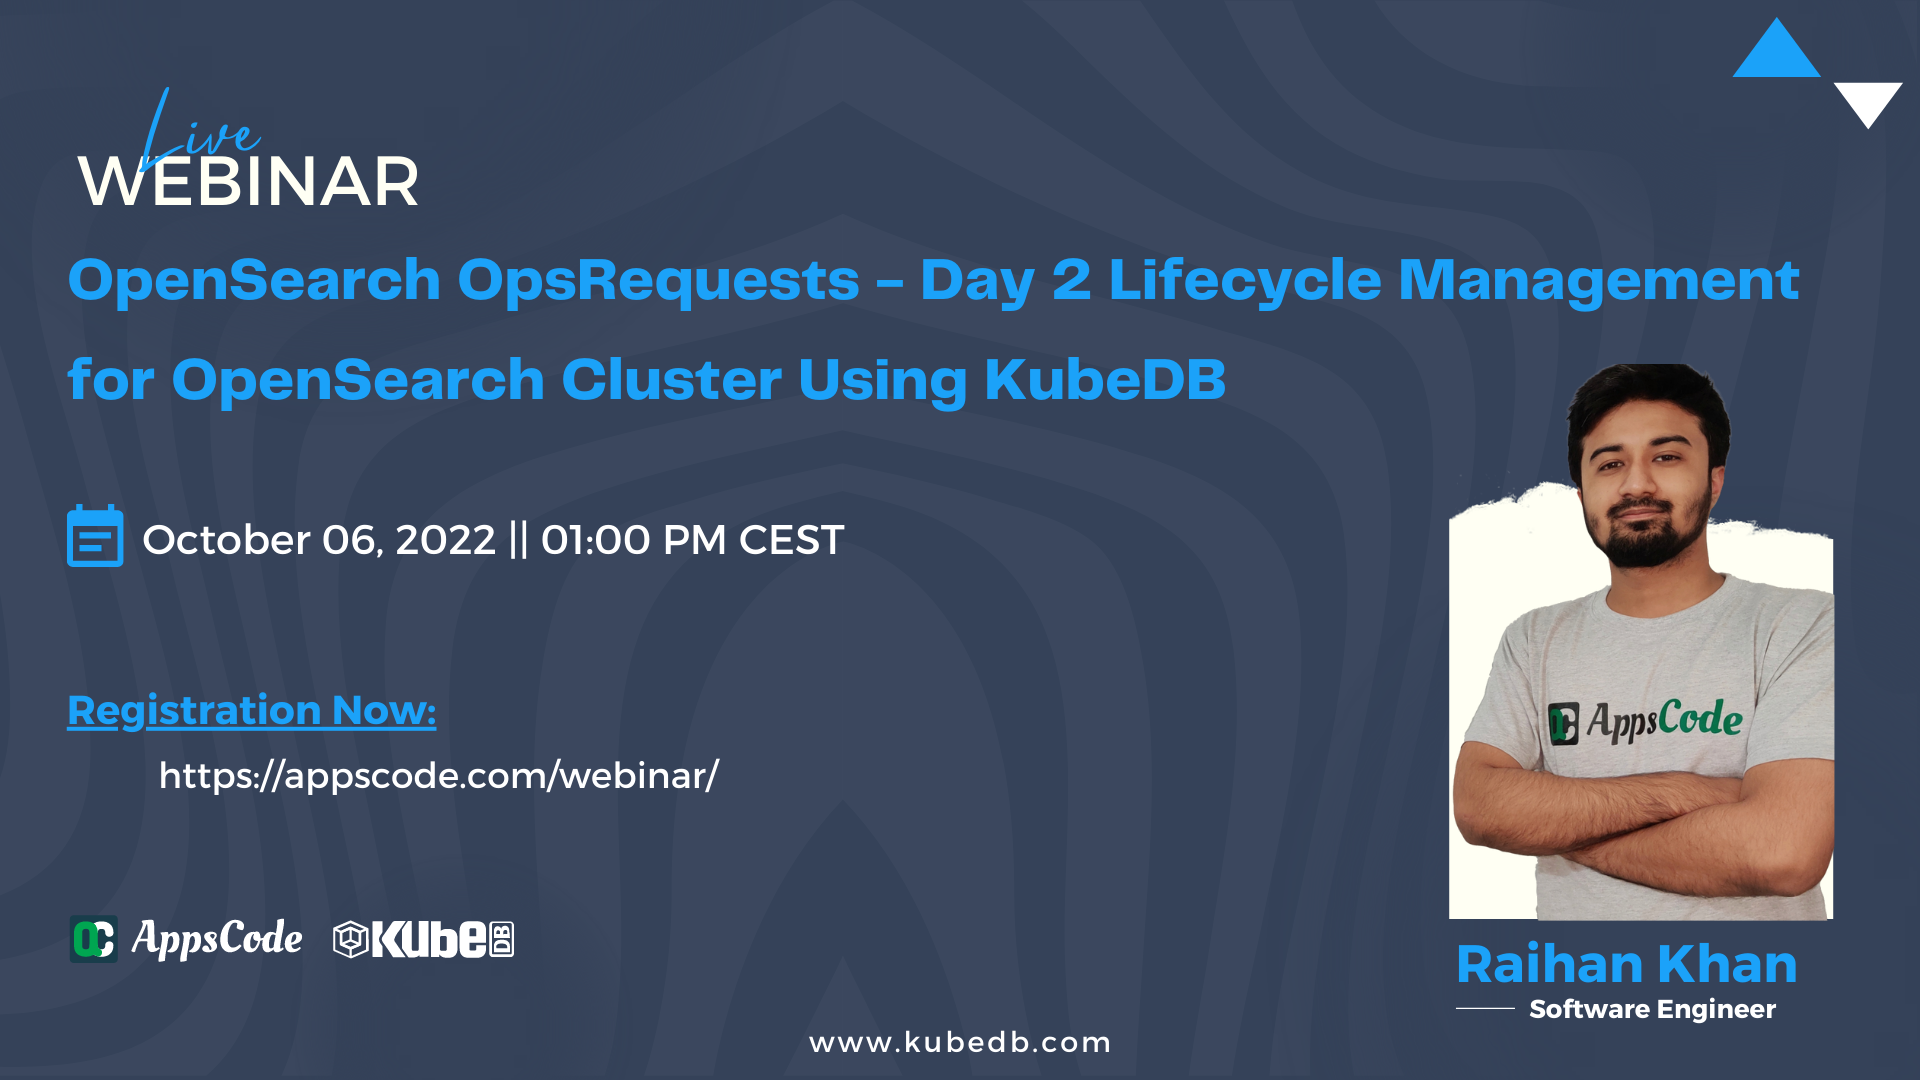 Live
WEBINAR
OpenSearch OpsRequests – Day 2 Lifecycle Management
for OpenSearch Cluster Using KubeDB
October 06, 2022 || 01:00 PM CEST
Registration Now:
https://appscode.com/webinar/
AppsCode
AppsCode KubeDB
Raihan Khan
Software Engineer
www.kubedb.com